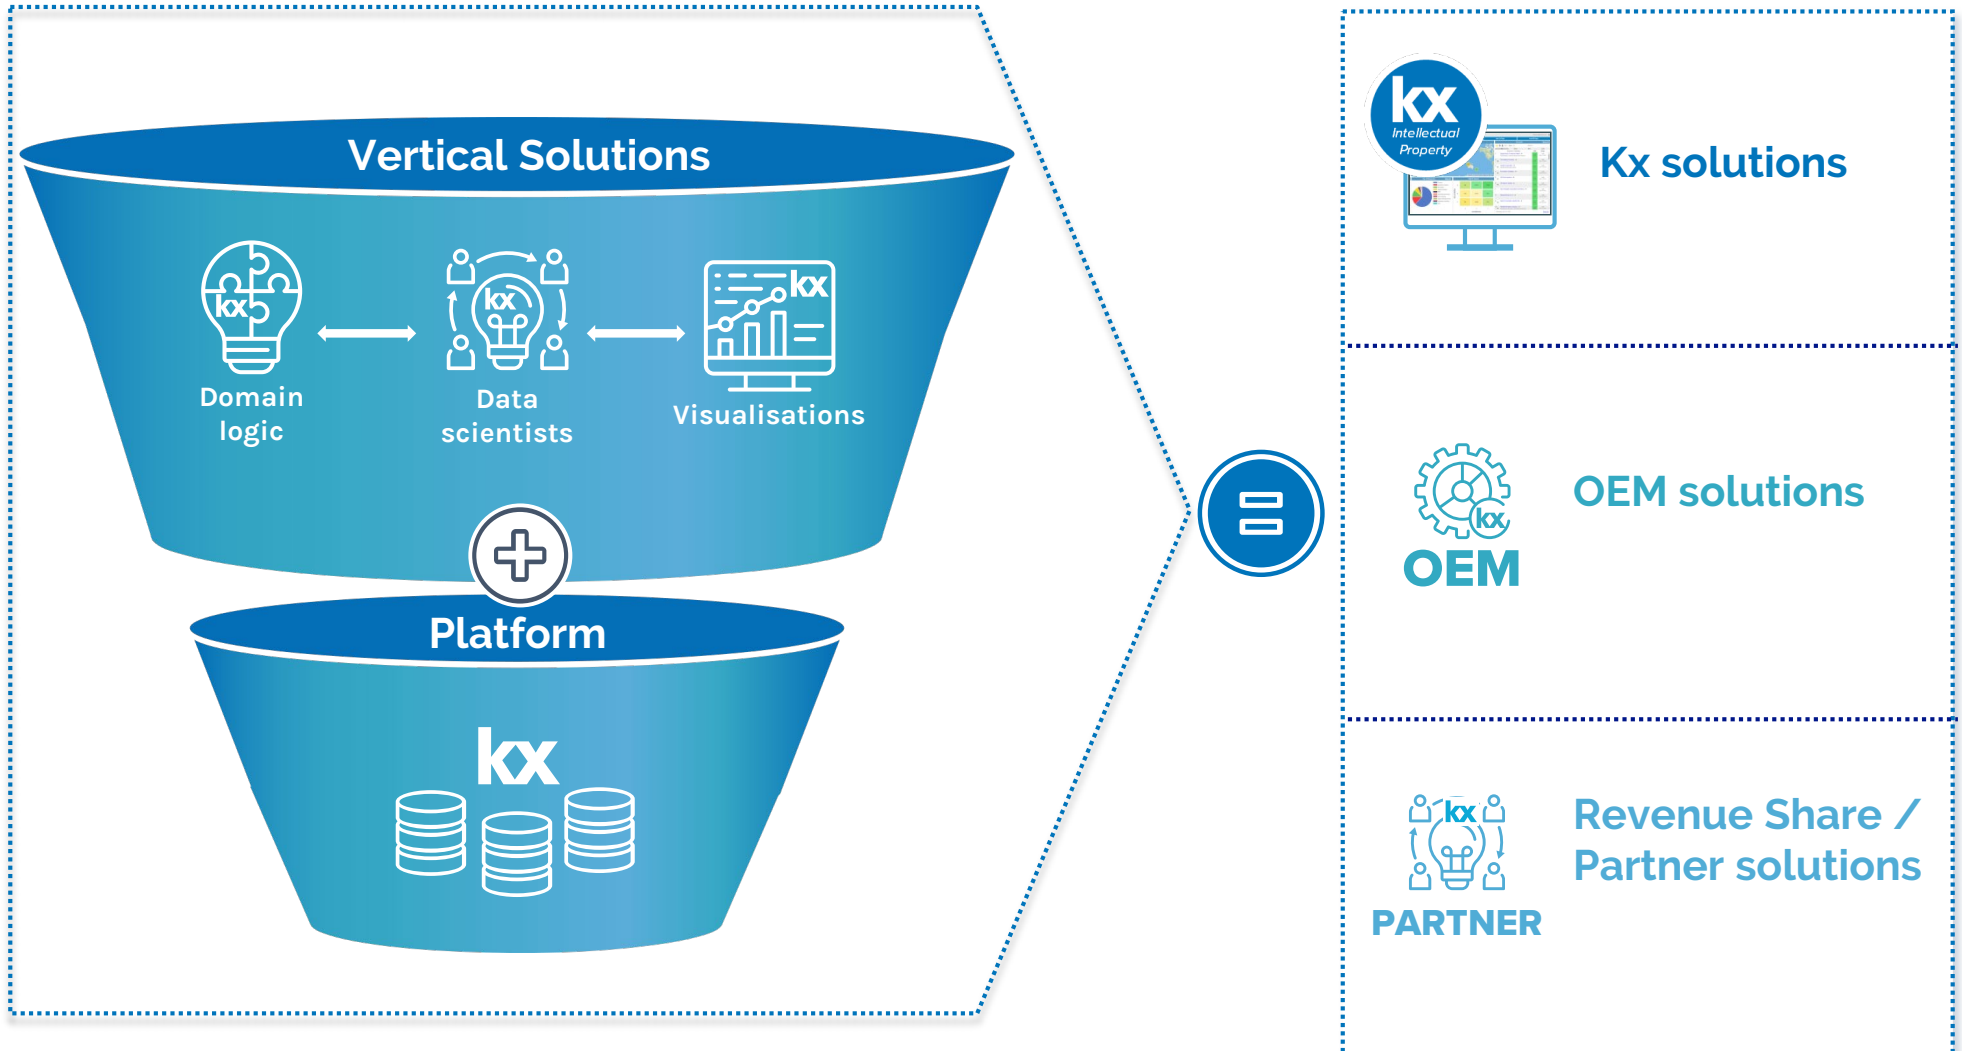 Vertical Solutions
kx
kx
kx
Domain
logic
Data
scientists
Visualisations
Platform
kx
kx
Intellectual
Property
Kx solutions
kx
OEM
OEM solutions
kx
PARTNER
Revenue Share /
Partner solutions